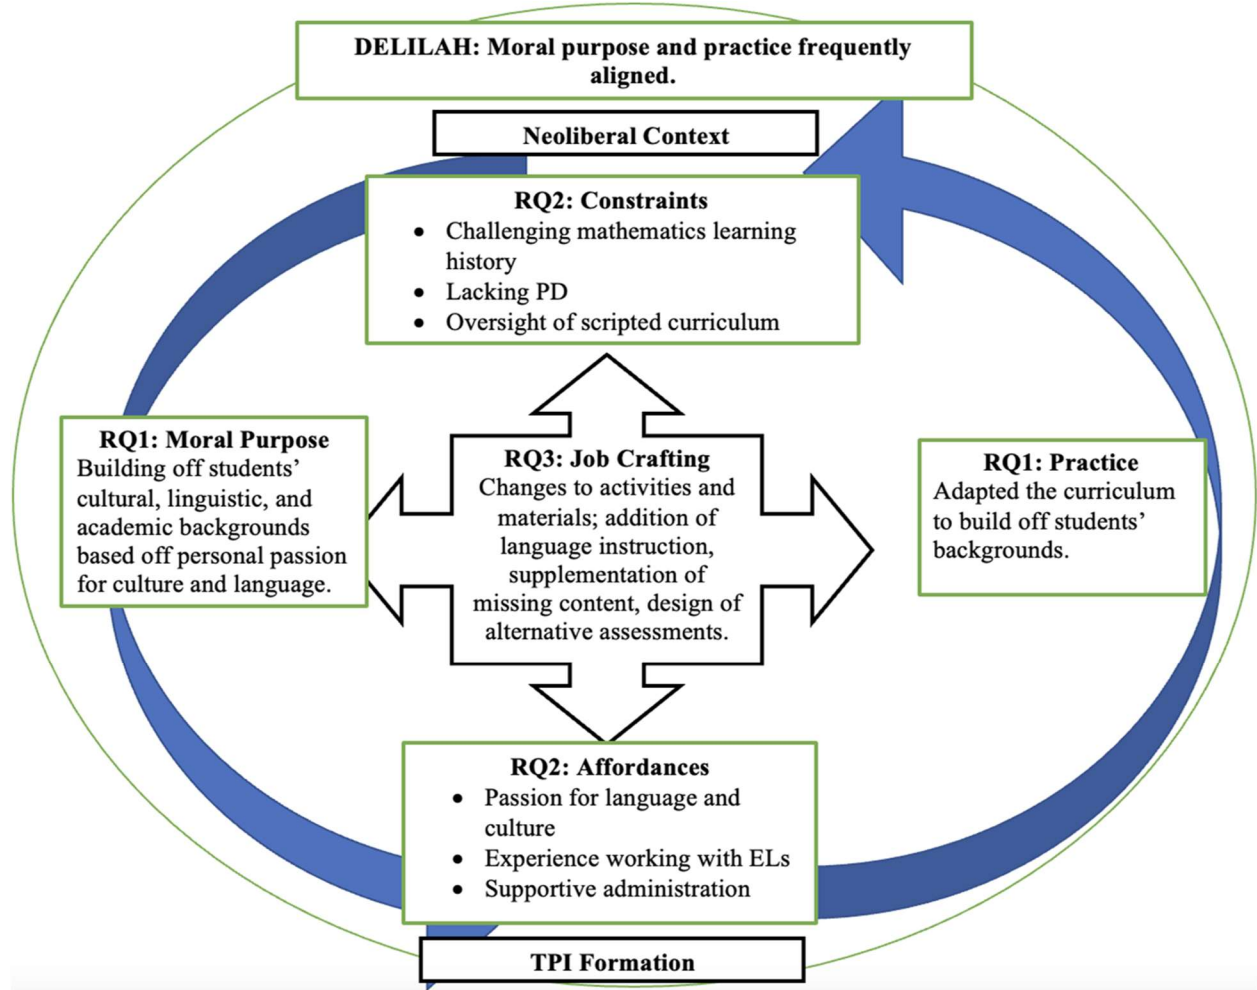 DELILAH: Moral purpose and practice frequently
aligned.
Neoliberal Context
RQ2: Constraints
• Challenging mathematics learning
history
• Lacking PD
• Oversight of scripted curriculum
RQ1: Moral Purpose
Building off students’
cultural, linguistic, and
academic backgrounds
based off personal passion
for culture and language.
RQ3: Job Crafting
Changes to activities and
materials; addition of
language instruction,
supplementation of
missing content, design of
alternative assessments.
RQ1: Practice
Adapted the curriculum
to build off students’
backgrounds.
RQ2: Affordances
• Passion for language and
culture
• Experience working with ELs
• Supportive administration
TPI Formation